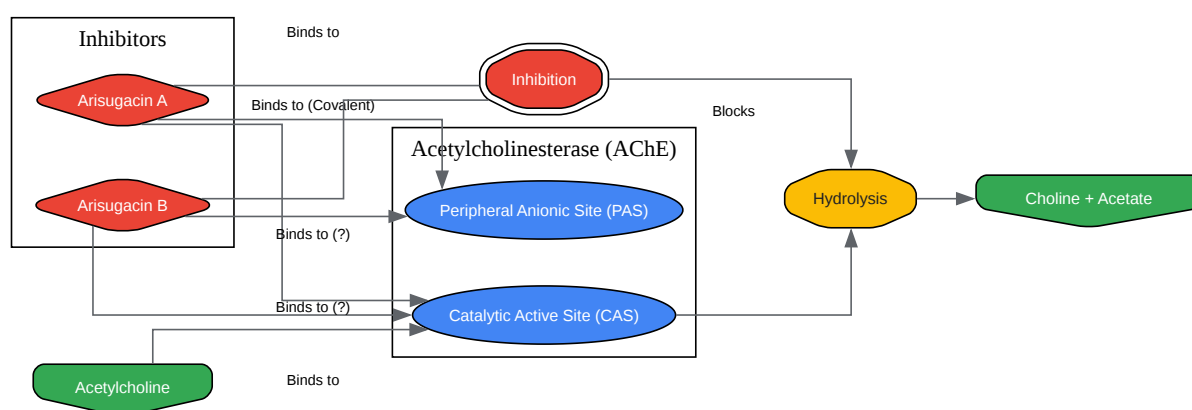 Binds to
Inhibitors
Inhibition
Arisugacin A
Binds to (Covalent)
Blocks
Acetylcholinesterase (AChE)
Arisugacin B
Peripheral Anionic Site (PAS)
Hydrolysis
Choline + Acetate
Binds to (?)
Binds to (?)
Catalytic Active Site (CAS)
Acetylcholine
Binds to